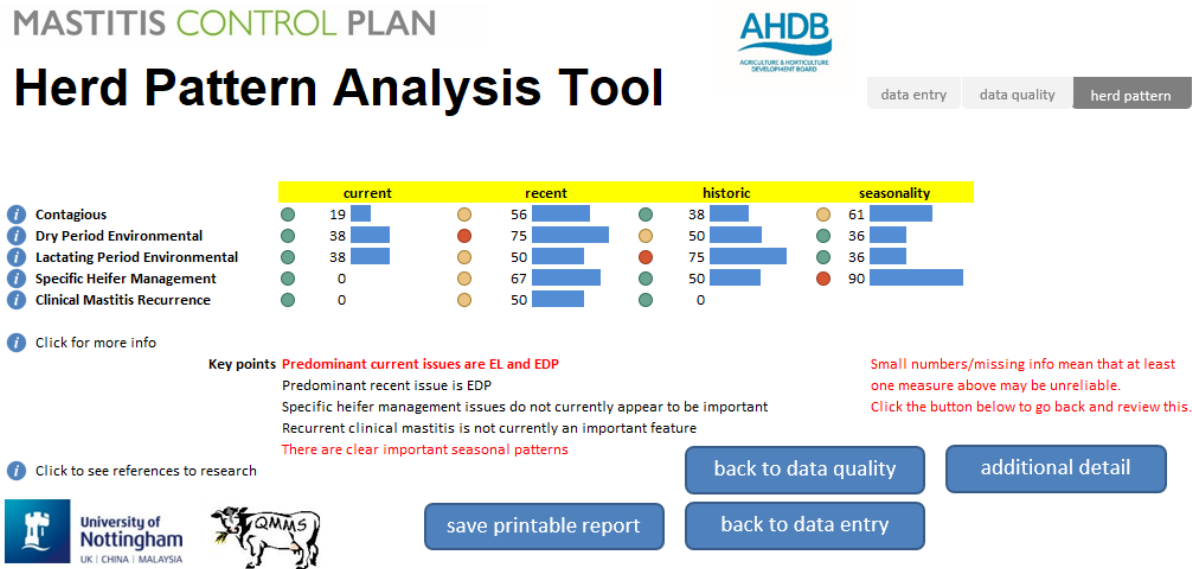 MASTITIS CONTROL PLAN
AHDB
AGRICULTURE & HORTICULTURE
DEVELOPMENT BOARD
Herd Pattern Analysis Tool
data entry data quality herd pattern
current recent historic seasonality
i Contagious 19 56 38 61
i Dry Period Environmental 38 75 50 36
i Lactating Period Environmental 38 50 75 36
i Specific Heifer Management 0 67 50 90
i Clinical Mastitis Recurrence 0 50 0
i Click for more info
Key points Predominant current issues are EL and EDP
Predominant recent issue is EDP
Specific heifer management issues do not currently appear to be important
Recurrent clinical mastitis is not currently an important feature
There are clear important seasonal patterns
Small numbers/missing info mean that at least
one measure above may be unreliable.
Click the button below to go back and review this.
i Click to see references to research
back to data quality additional detail
save printable report back to data entry
University of
Nottingham
UK | CHINA | MALAYSIA
QMMS